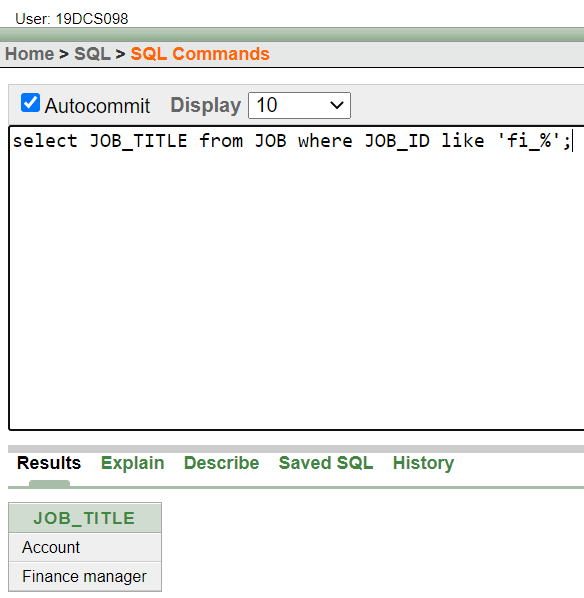 User: 19DCS098
Home > SQL > SQL Commands
Autocommit Display 10
select JOB_TITLE from JOB where JOB_ID like 'fi_%';
Results Explain Describe Saved SQL History
JOB_TITLE
Account
Finance manager